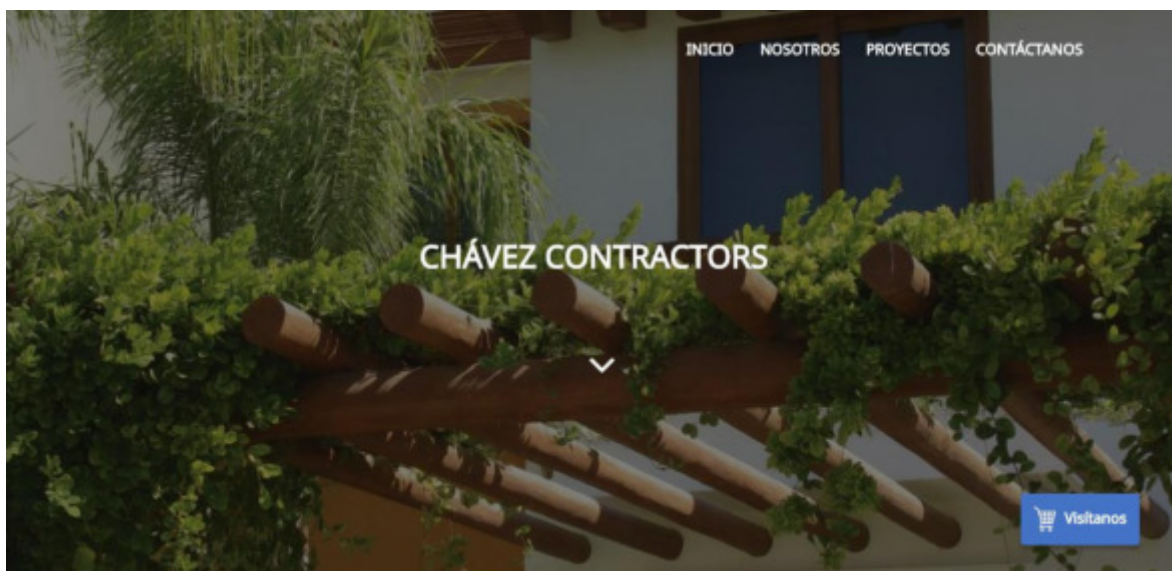 INICIO NOSOTROS PROYECTOS CONTÁCTANOS
CHÁVEZ CONTRACTORS
Visítanos